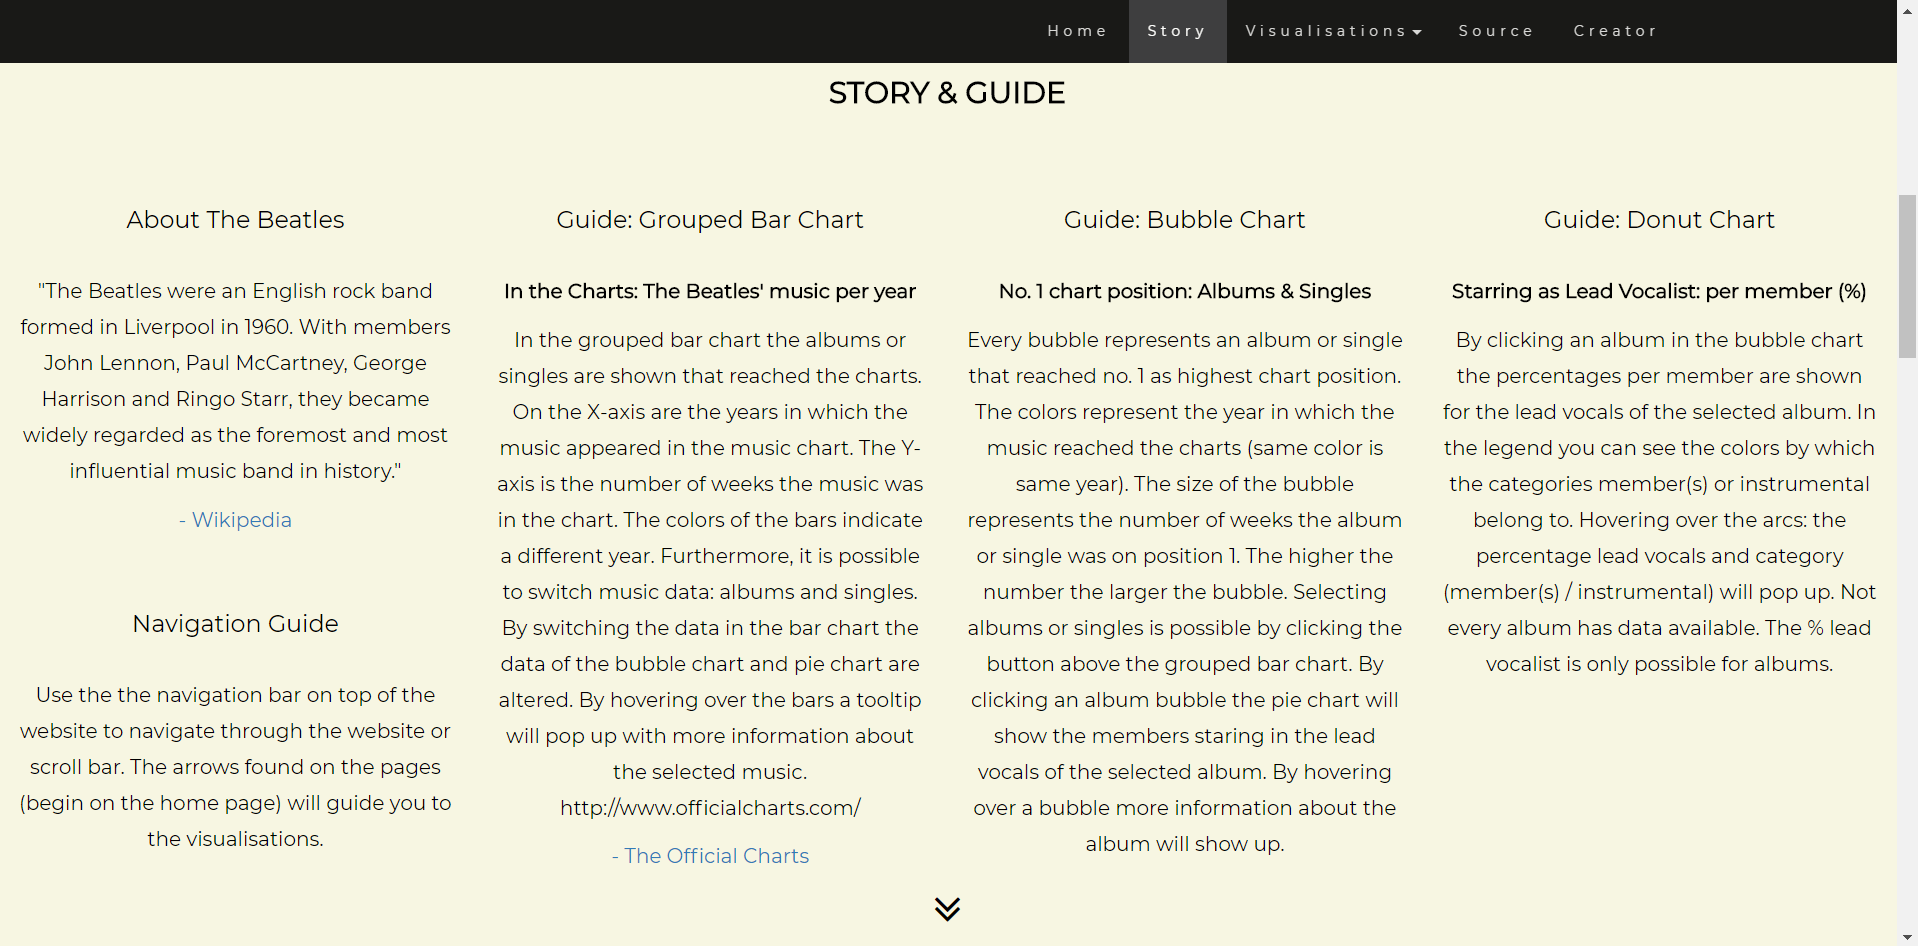 Home Story Visualisations Source Creator
STORY & GUIDE
About The Beatles
"The Beatles were an English rock band
formed in Liverpool in 1960. With members
John Lennon, Paul McCartney, George
Harrison and Ringo Starr, they became
widely regarded as the foremost and most
influential music band in history."
- Wikipedia
Navigation Guide
Use the the navigation bar on top of the
website to navigate through the website or
scroll bar. The arrows found on the pages
(begin on the home page) will guide you to
the visualisations.
Guide: Grouped Bar Chart
In the Charts: The Beatles' music per year
In the grouped bar chart the albums or
singles are shown that reached the charts.
On the X-axis are the years in which the
music appeared in the music chart. The Y-
axis is the number of weeks the music was
in the chart. The colors of the bars indicate
a different year. Furthermore, it is possible
to switch music data: albums and singles.
By switching the data in the bar chart the
data of the bubble chart and pie chart are
altered. By hovering over the bars a tooltip
will pop up with more information about
the selected music.
http://www.officialcharts.com/
- The Official Charts
Guide: Bubble Chart
No. 1 chart position: Albums & Singles
Every bubble represents an album or single
that reached no. 1 as highest chart position.
The colors represent the year in which the
music reached the charts (same color is
same year). The size of the bubble
represents the number of weeks the album
or single was on position 1. The higher the
number the larger the bubble. Selecting
albums or singles is possible by clicking the
button above the grouped bar chart. By
clicking an album bubble the pie chart will
show the members staring in the lead
vocals of the selected album. By hovering
over a bubble more information about the
album will show up.
Guide: Donut Chart
Starring as Lead Vocalist: per member (%)
By clicking an album in the bubble chart
the percentages per member are shown
for the lead vocals of the selected album. In
the legend you can see the colors by which
the categories member(s) or instrumental
belong to. Hovering over the arcs: the
percentage lead vocals and category
(member(s) / instrumental) will pop up. Not
every album has data available. The % lead
vocalist is only possible for albums.